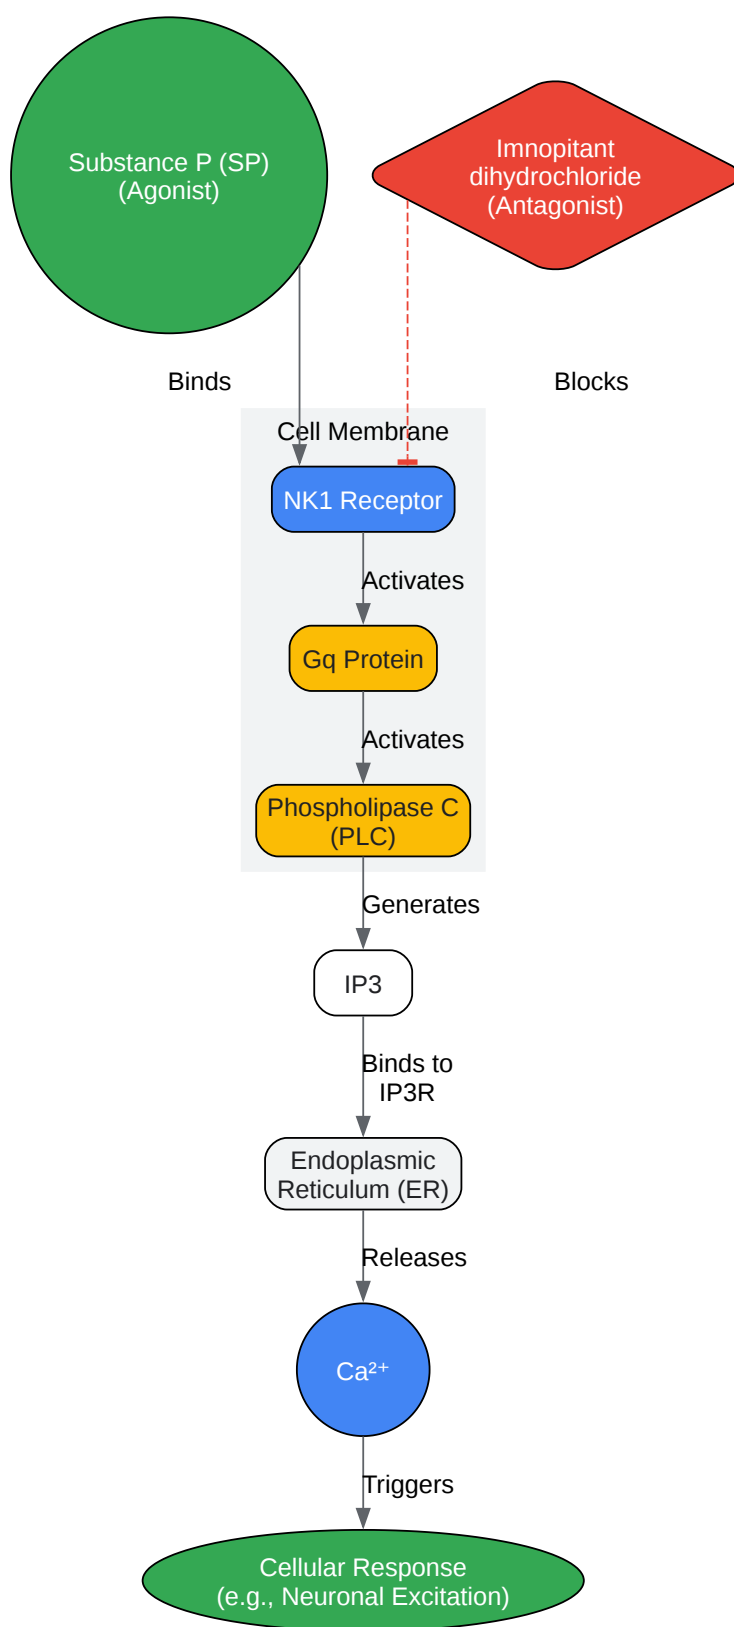 Substance P (SP)
(Agonist)
Imnopitant
dihydrochloride
(Antagonist)
Binds
Blocks
Cell Membrane
NK1 Receptor
Activates
Gq Protein
Activates
Phospholipase C
(PLC)
Generates
IP3
Binds to
IP3R
Endoplasmic
Reticulum (ER)
Releases
Ca²⁺
Triggers
Cellular Response
(e.g., Neuronal Excitation)